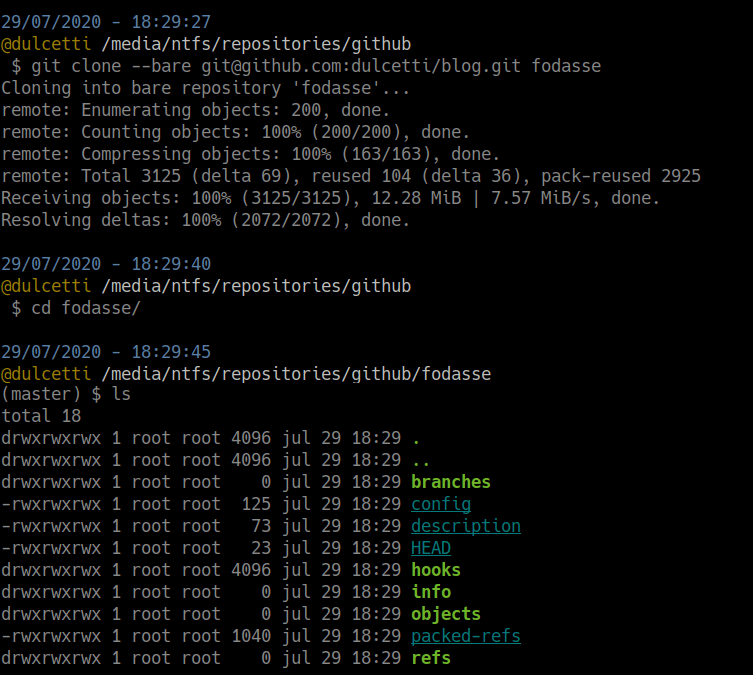 29/07/2020 - 18:29:27
@dulcetti /media/ntfs/repositories/github
$ git clone --bare git@github.com:dulcetti/blog.git fodasse
Cloning into bare repository 'fodasse'...
remote: Enumerating objects: 200, done.
remote: Counting objects: 100% (200/200), done.
remote: Compressing objects: 100% (163/163), done.
remote: Total 3125 (delta 69), reused 104 (delta 36), pack-reused 2925
Receiving objects: 100% (3125/3125), 12.28 MiB | 7.57 MiB/s, done.
Resolving deltas: 100% (2072/2072), done.
29/07/2020 - 18:29:40
@dulcetti /media/ntfs/repositories/github
$ cd fodasse/
29/07/2020 - 18:29:45
@dulcetti /media/ntfs/repositories/github/fodasse
(master) $ ls
total 18
drwxrwxrwx 1 root root 4096 jul 29 18:29 .
drwxrwxrwx 1 root root 4096 jul 29 18:29 ..
drwxrwxrwx 1 root root    0 jul 29 18:29 branches
-rwxrwxrwx 1 root root  125 jul 29 18:29 config
-rwxrwxrwx 1 root root   73 jul 29 18:29 description
-rwxrwxrwx 1 root root   23 jul 29 18:29 HEAD
drwxrwxrwx 1 root root 4096 jul 29 18:29 hooks
drwxrwxrwx 1 root root    0 jul 29 18:29 info
drwxrwxrwx 1 root root    0 jul 29 18:29 objects
-rwxrwxrwx 1 root root 1040 jul 29 18:29 packed-refs
drwxrwxrwx 1 root root    0 jul 29 18:29 refs